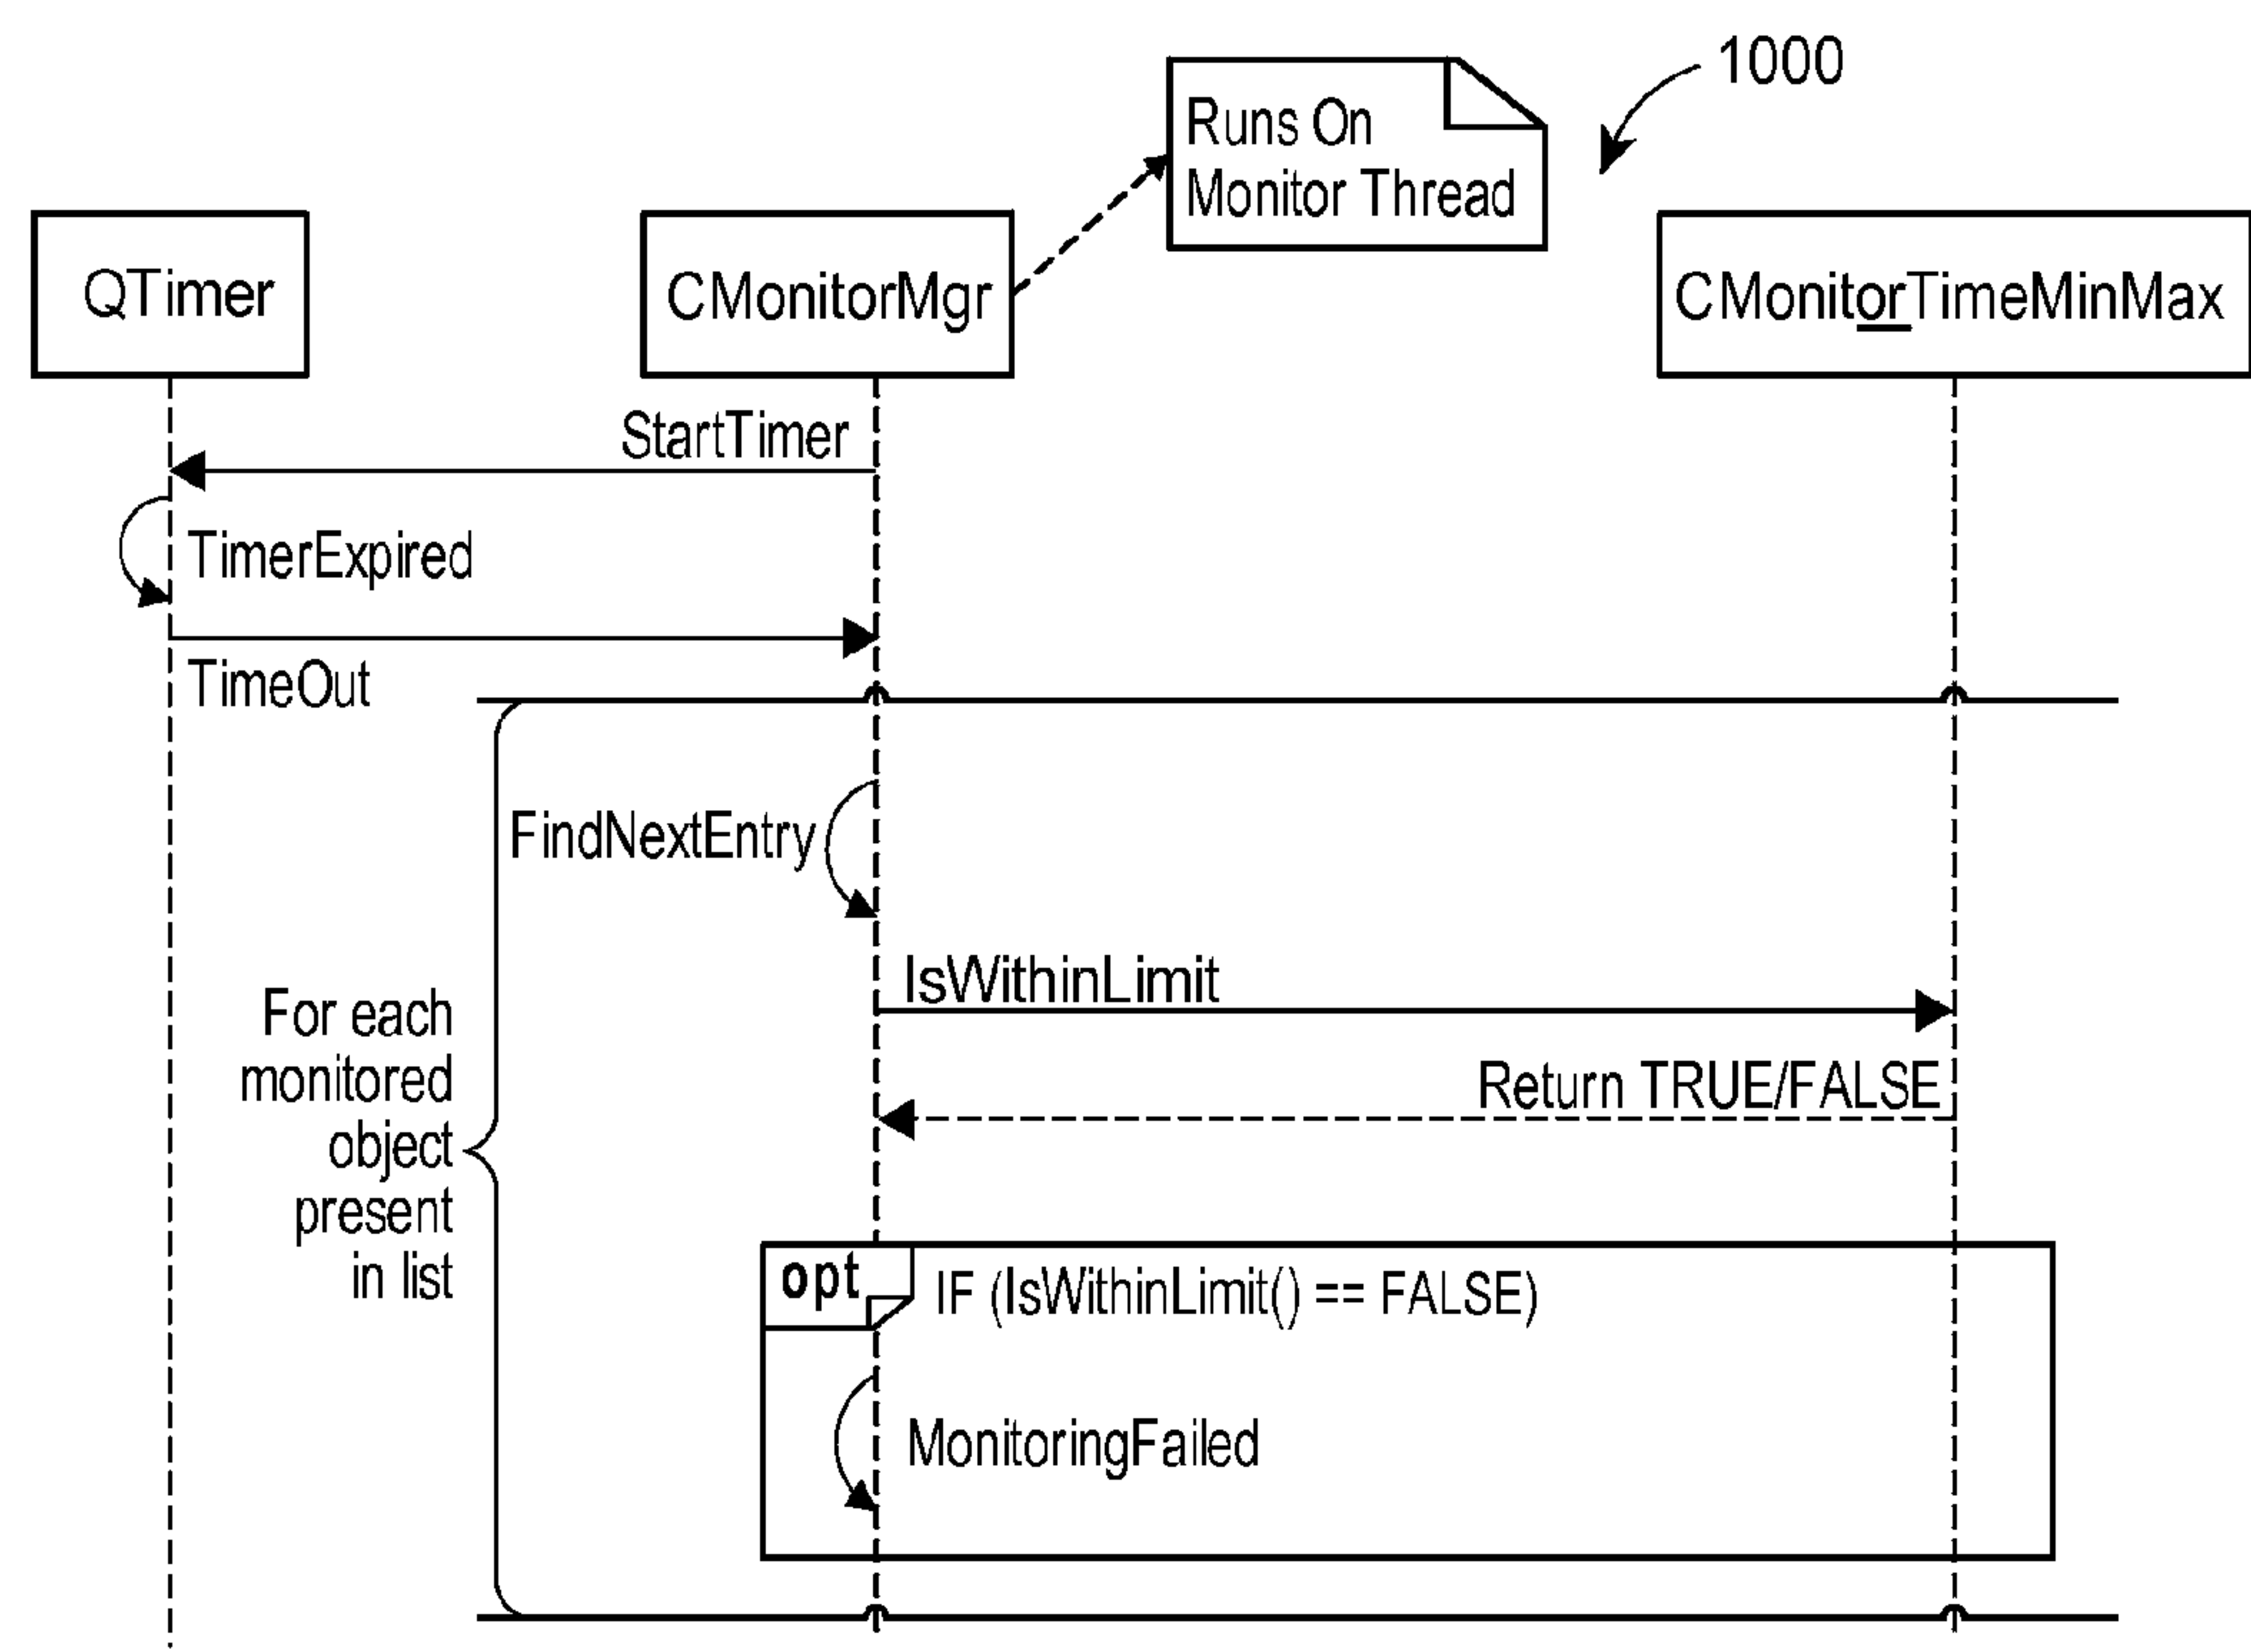 1000
Runs On
Monitor Thread
QTimer
CMonitorMgr
CMonitorTimeMinMax
StartTimer
TimerExpired
TimeOut
FindNextEntry
IsWithinLimit
For each
monitored
object
present
in list
Return TRUE/FALSE
opt
IF (IsWithinLimit() == FALSE)
MonitoringFailed